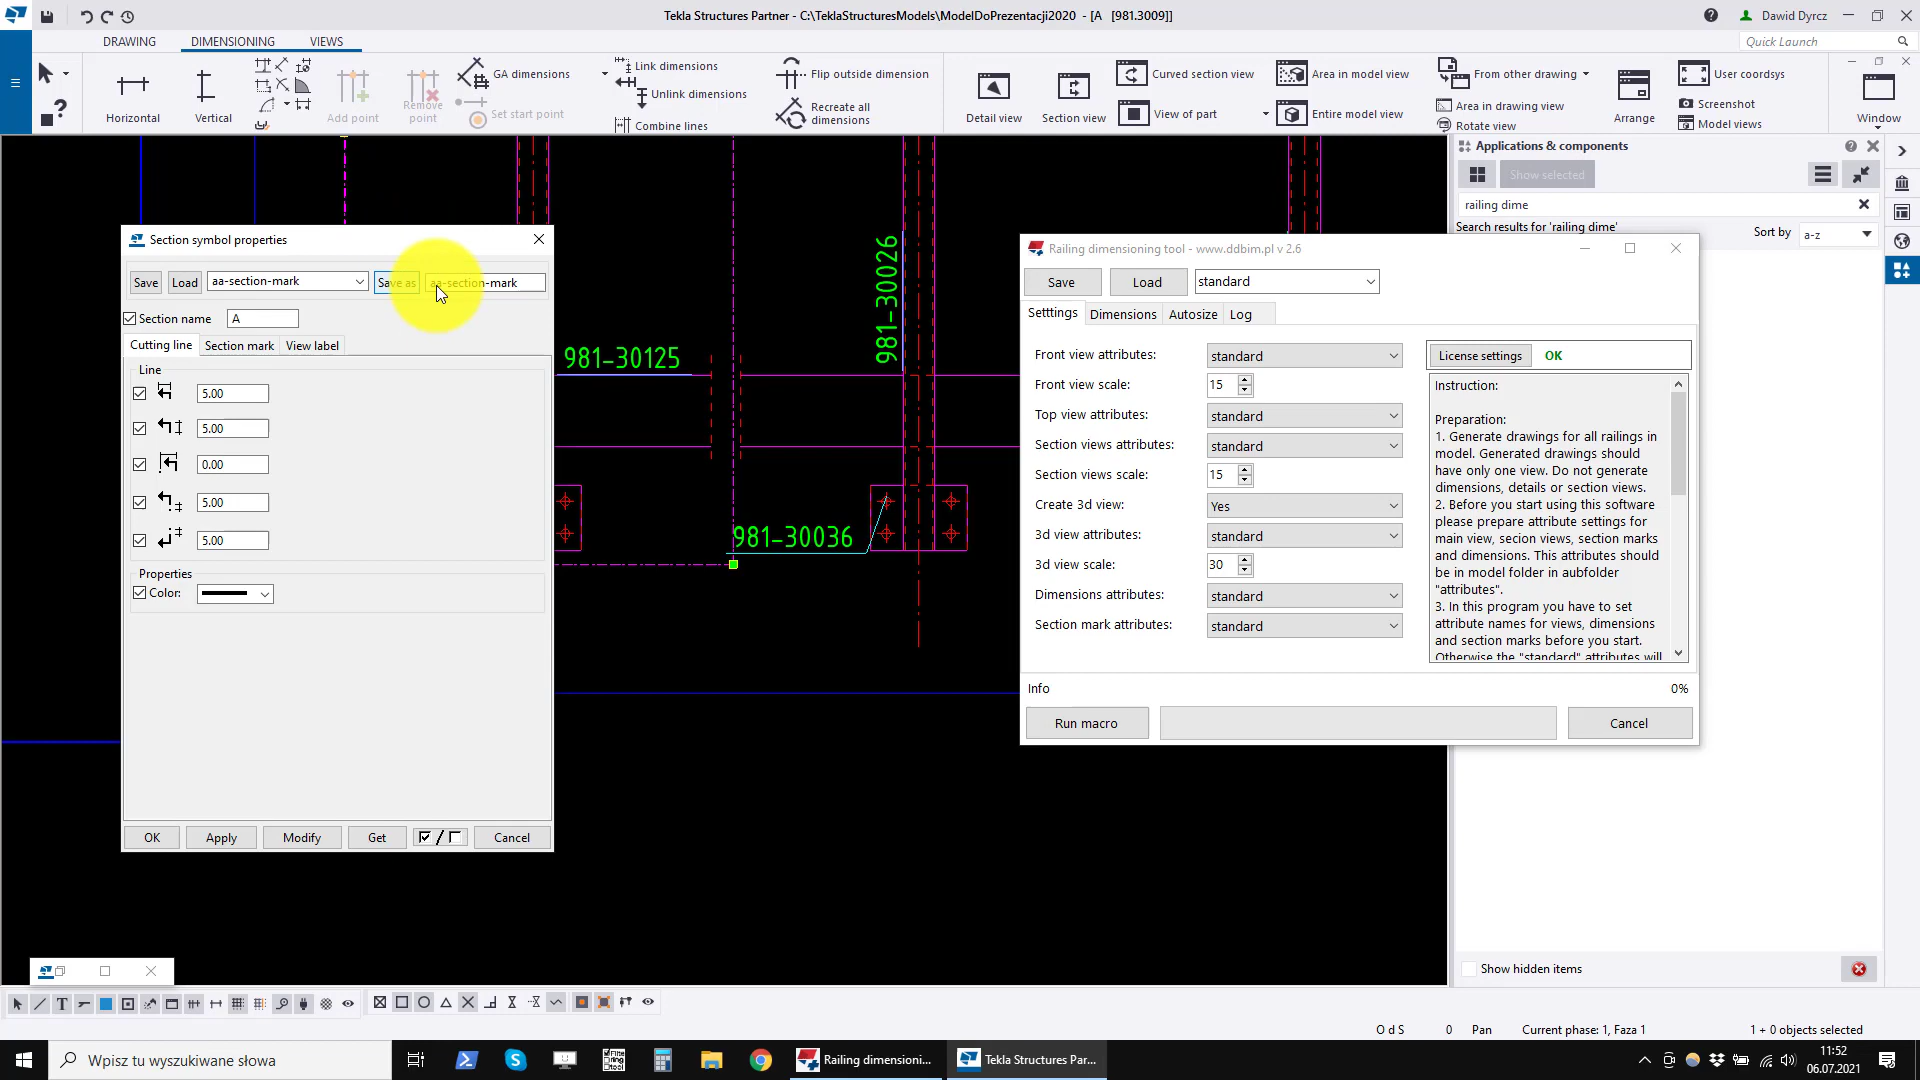 Tekla Structures Partner - C:\TeklaStructuresModels\ModelDoPrezentacji2020 - [A [981.3009]]
Dawid Dyrcz
DRAWING DIMENSIONING VIEWS
Quick Launch
Horizontal
Vertical
Add point
Remove point
GA dimensions
Set start point
Link dimensions
Unlink dimensions
Combine lines
Flip outside dimension
Recreate all dimensions
Detail view
Section view
Curved section view
View of part
Area in model view
Entire model view
From other drawing
Area in drawing view
Rotate view
Arrange
User coordsys
Screenshot
Model views
Window
Applications & components
Show selected
railing dime
Search results for 'railing dime'
Sort by a-z
Show hidden items
Section symbol properties
Save Load aa-section-mark Save as aa-section-mark
Section name A
Cutting line Section mark View label
Line
5.00
5.00
0.00
5.00
5.00
Properties
Color:
OK Apply Modify Get / Cancel
981-30125
981-30026
981-30036
Railing dimensioning tool - www.ddbim.pl v 2.6
Save Load standard
Setttings Dimensions Autosize Log
Front view attributes: standard
Front view scale: 15
Top view attributes: standard
Section views attributes: standard
Section views scale: 15
Create 3d view: Yes
3d view attributes: standard
3d view scale: 30
Dimensions attributes: standard
Section mark attributes: standard
License settings OK
Instruction:
Preparation:
1. Generate drawings for all railings in
model. Generated drawings should
have only one view. Do not generate
dimensions, details or section views.
2. Before you start using this software
please prepare attribute settings for
main view, secion views, section marks
and dimensions. This attributes should
be in model folder in aubfolder
"attributes".
3. In this program you have to set
attribute names for views, dimensions
and section marks before you start.
Otherwise the "standard" attributes will
Info 0%
Run macro Cancel
O d S 0 Pan Current phase: 1, Faza 1 1 + 0 objects selected
Wpisz tu wyszukiwane słowa
Railing dimensioni...
Tekla Structures Par...
11:52
06.07.2021